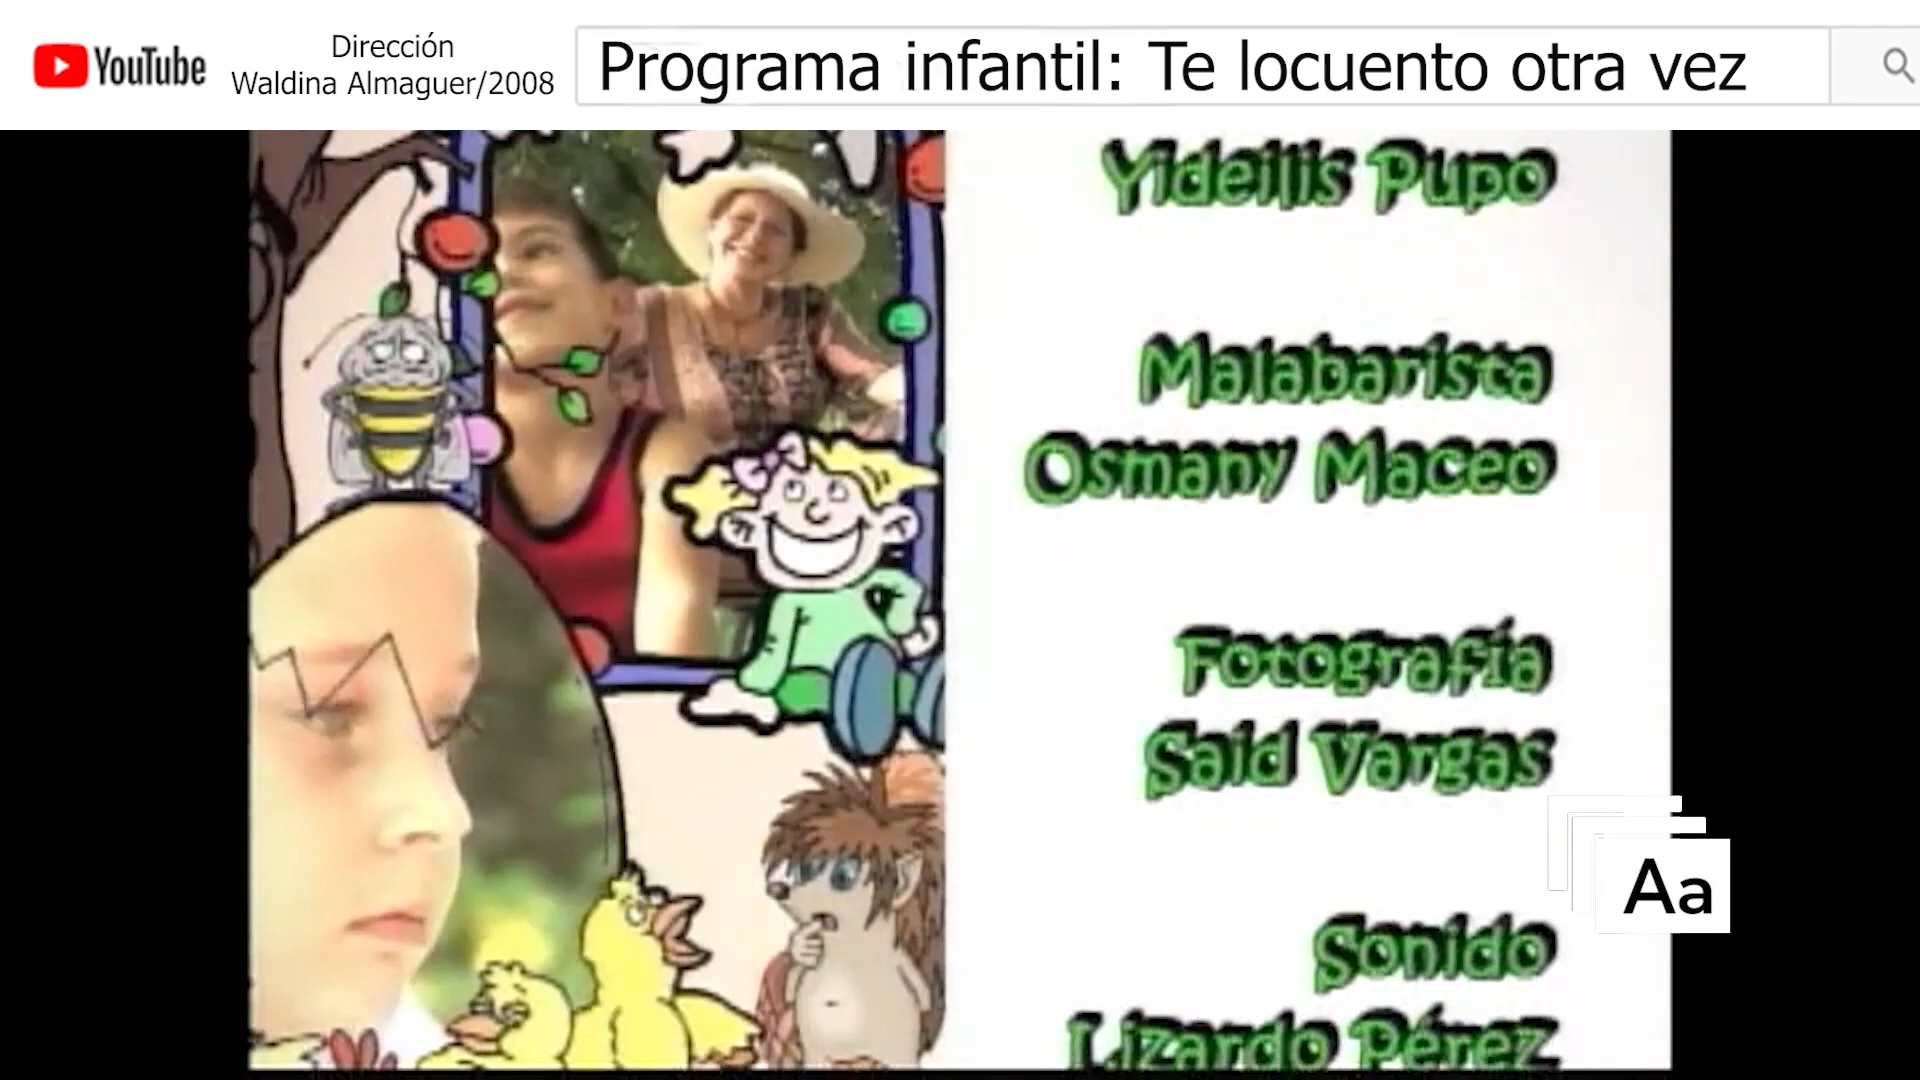 YouTube
Dirección
Waldina Almaguer/2008
Programa infantil: Te locuento otra vez
Yideilis Pupo
Malabarista
Osmany Maceo
Fotografía
Said Vargas
Aa
Sonido
Lizardo Pérez